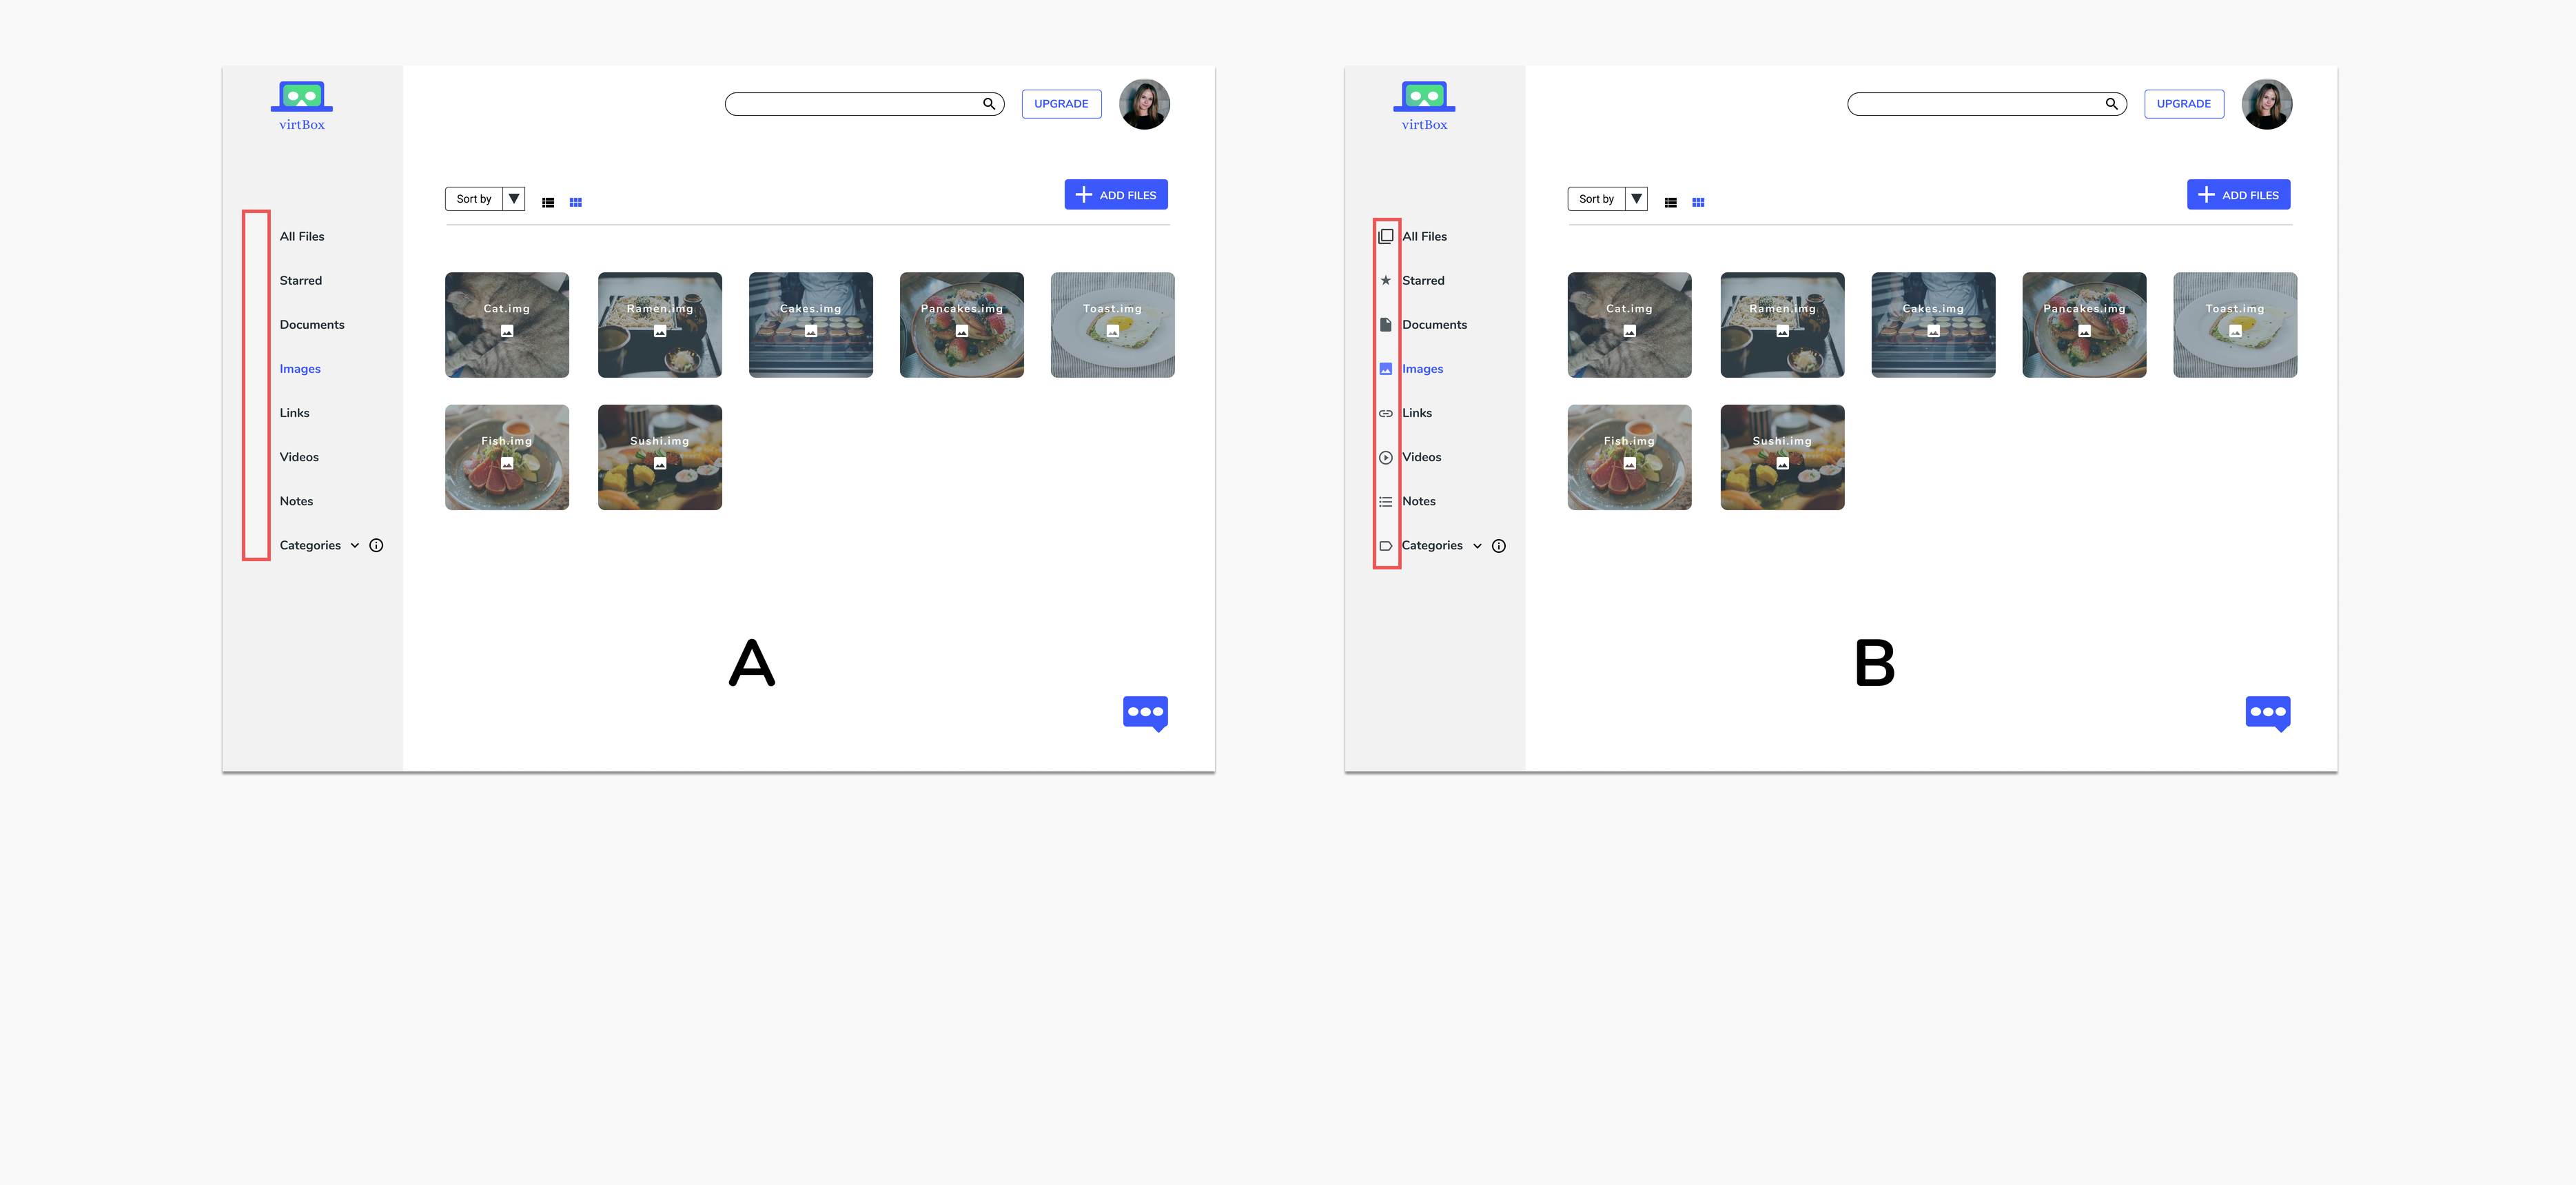 virtBox
UPGRADE
Sort by
ADD FILES
All Files
Starred
Documents
Images
Links
Videos
Notes
Categories
Cat.img
Ramen.img
Cakes.img
Pancakes.img
Toast.img
Fish.img
Sushi.img
A
virtBox
UPGRADE
Sort by
ADD FILES
All Files
Starred
Documents
Images
Links
Videos
Notes
Categories
Cat.img
Ramen.img
Cakes.img
Pancakes.img
Toast.img
Fish.img
Sushi.img
B